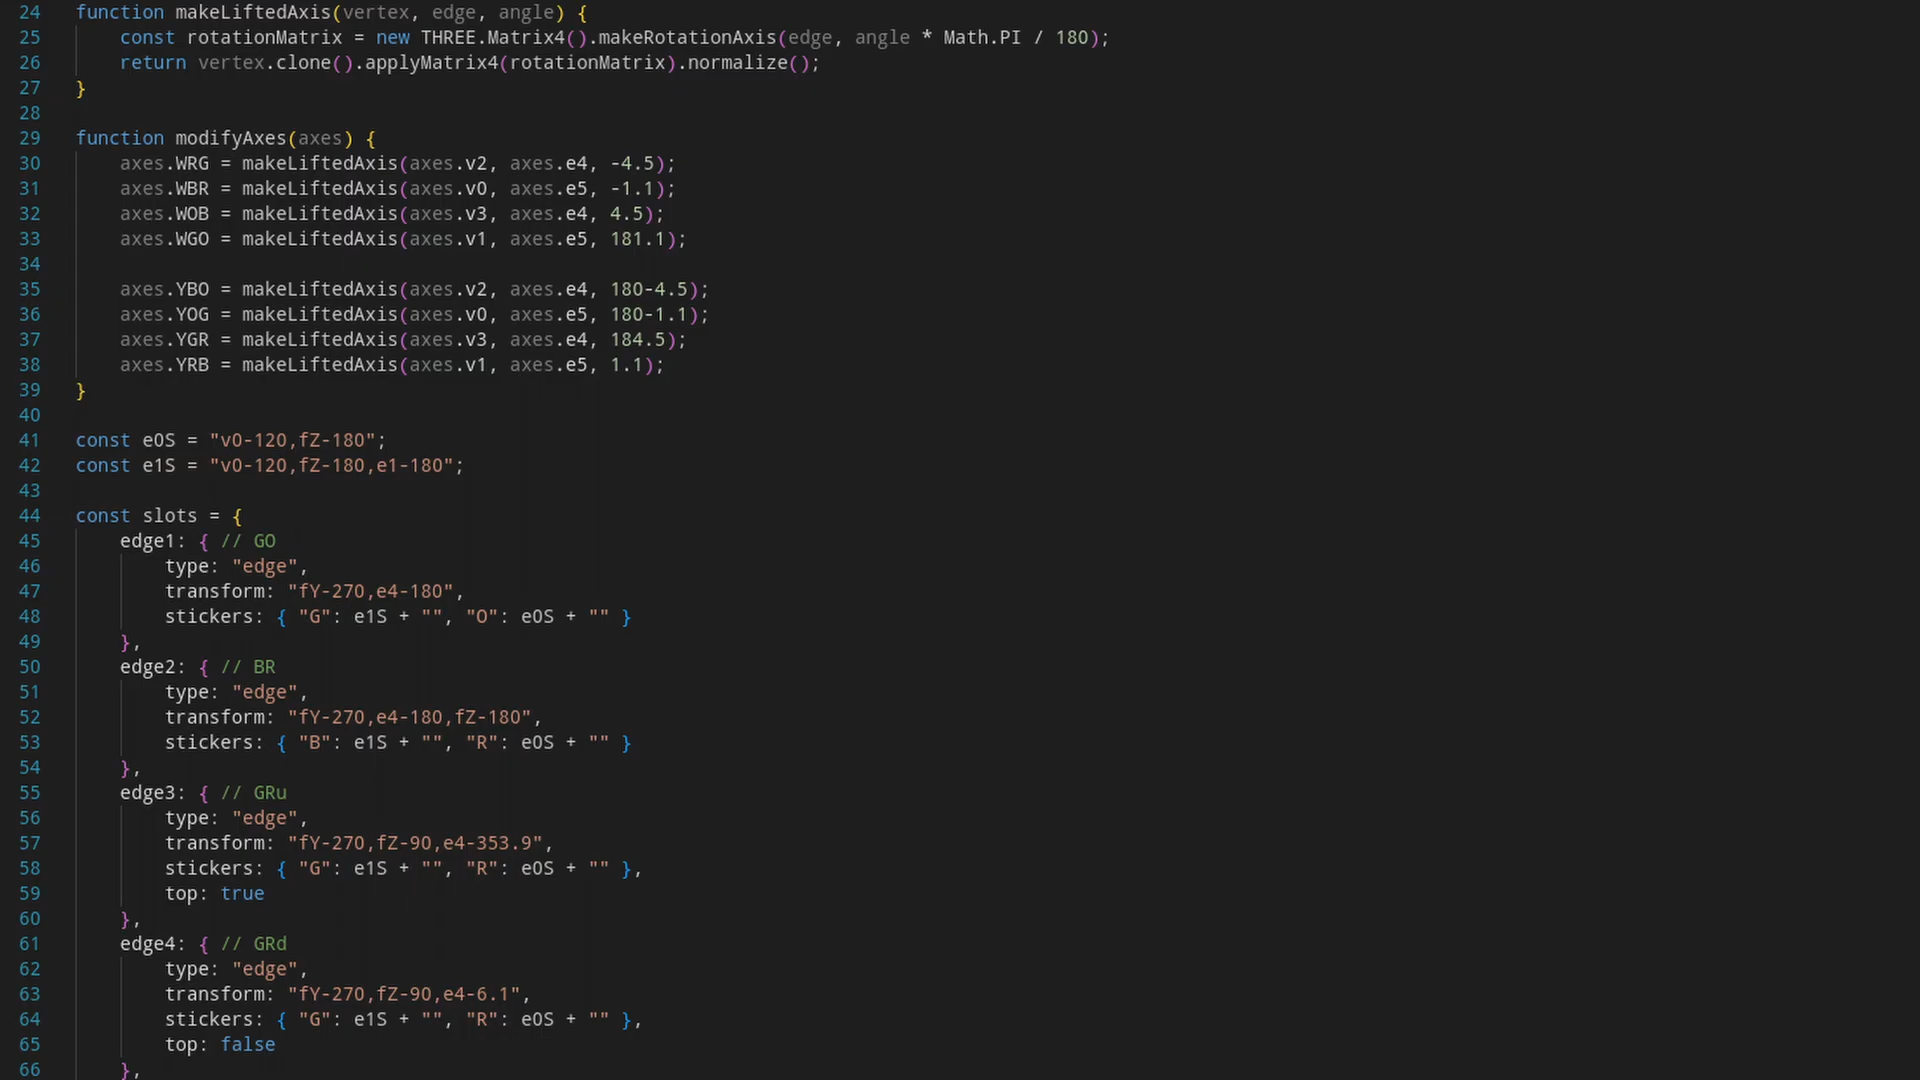 24 function makeLiftedAxis(vertex, edge, angle) {
25     const rotationMatrix = new THREE.Matrix4().makeRotationAxis(edge, angle * Math.PI / 180);
26     return vertex.clone().applyMatrix4(rotationMatrix).normalize();
27 }
28
29 function modifyAxes(axes) {
30     axes.WRG = makeLiftedAxis(axes.v2, axes.e4, -4.5);
31     axes.WBR = makeLiftedAxis(axes.v0, axes.e5, -1.1);
32     axes.WOB = makeLiftedAxis(axes.v3, axes.e4, 4.5);
33     axes.WGO = makeLiftedAxis(axes.v1, axes.e5, 181.1);
34
35     axes.YBO = makeLiftedAxis(axes.v2, axes.e4, 180-4.5);
36     axes.YOG = makeLiftedAxis(axes.v0, axes.e5, 180-1.1);
37     axes.YGR = makeLiftedAxis(axes.v3, axes.e4, 184.5);
38     axes.YRB = makeLiftedAxis(axes.v1, axes.e5, 1.1);
39 }
40
41 const e0S = "v0-120,fZ-180";
42 const e1S = "v0-120,fZ-180,e1-180";
43
44 const slots = {
45     edge1: { // GO
46         type: "edge",
47         transform: "fY-270,e4-180",
48         stickers: { "G": e1S + "", "O": e0S + "" }
49     },
50     edge2: { // BR
51         type: "edge",
52         transform: "fY-270,e4-180,fZ-180",
53         stickers: { "B": e1S + "", "R": e0S + "" }
54     },
55     edge3: { // GRu
56         type: "edge",
57         transform: "fY-270,fZ-90,e4-353.9",
58         stickers: { "G": e1S + "", "R": e0S + "" },
59         top: true
60     },
61     edge4: { // GRd
62         type: "edge",
63         transform: "fY-270,fZ-90,e4-6.1",
64         stickers: { "G": e1S + "", "R": e0S + "" },
65         top: false
66     },